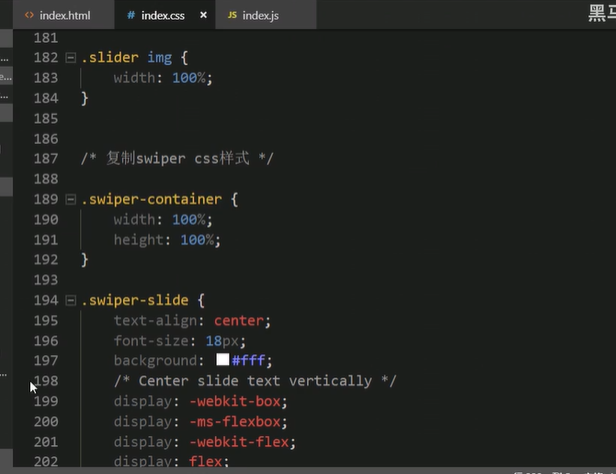 index.html
index.css
JS index.js
黑马
181
182 .slider img {
183 width: 100%;
184 }
185
186
187 /* 复制swiper css样式 */
188
189 .swiper-container {
190 width: 100%;
191 height: 100%;
192 }
193
194 .swiper-slide {
195 text-align: center;
196 font-size: 18px;
197 background: #fff;
198 /* Center slide text vertically */
199 display: -webkit-box;
200 display: -ms-flexbox;
201 display: -webkit-flex;
202 display: flex;